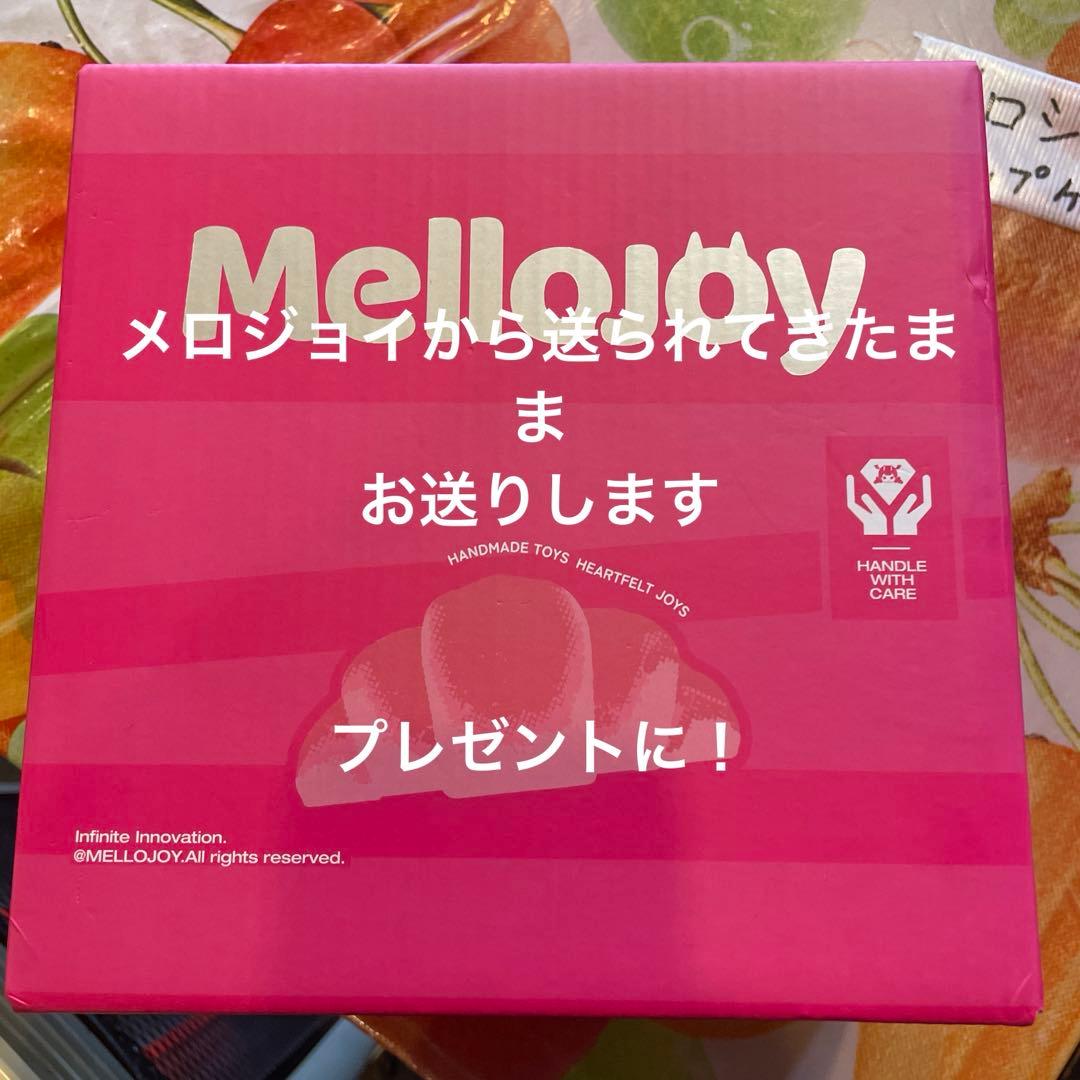 Mellojoy
メロジョイから送られてきたま
ま
お送りします
HANDLE
WITH
CARE
HANDMADE TOYS HEARTFELT JOYS
プレゼントに！
Infinite Innovation.
@MELLOJOY.All rights reserved.